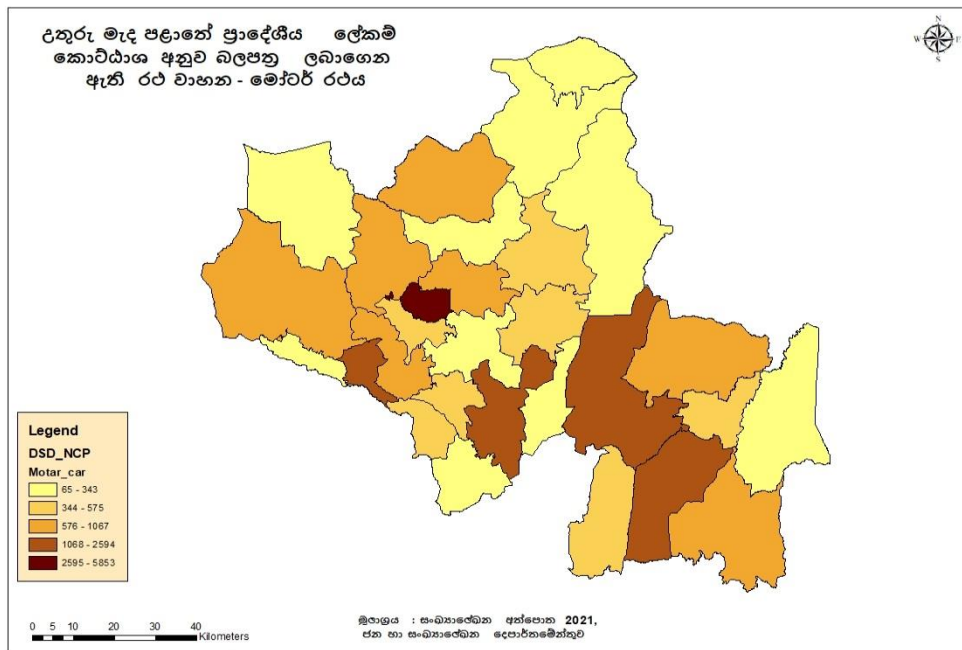 උතුරු මැද පළාතේ ප්‍රාදේශීය ලේකම්
කොට්ඨාශ අනුව බලපත්‍ර ලබාගෙන
ඇති රථ වාහන - මෝටර් රථය
N
W E
S
Legend
DSD_NCP
Motar_car
65 - 343
344 - 575
576 - 1067
1068 - 2594
2595 - 5853
0 5 10 20 30 40
Kilometers
මූලාශ්‍රය : සංඛ්‍යාලේඛන අත්පොත 2021,
ජන හා සංඛ්‍යාලේඛන දෙපාර්තමේන්තුව